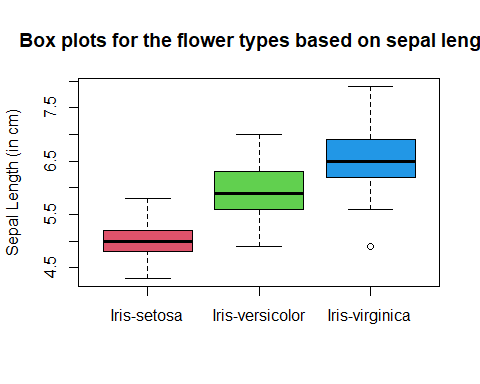 Box plots for the flower types based on sepal leng
Sepal Length (in cm)
7.5
6.5
5.5
4.5
Iris-setosa Iris-versicolor Iris-virginica